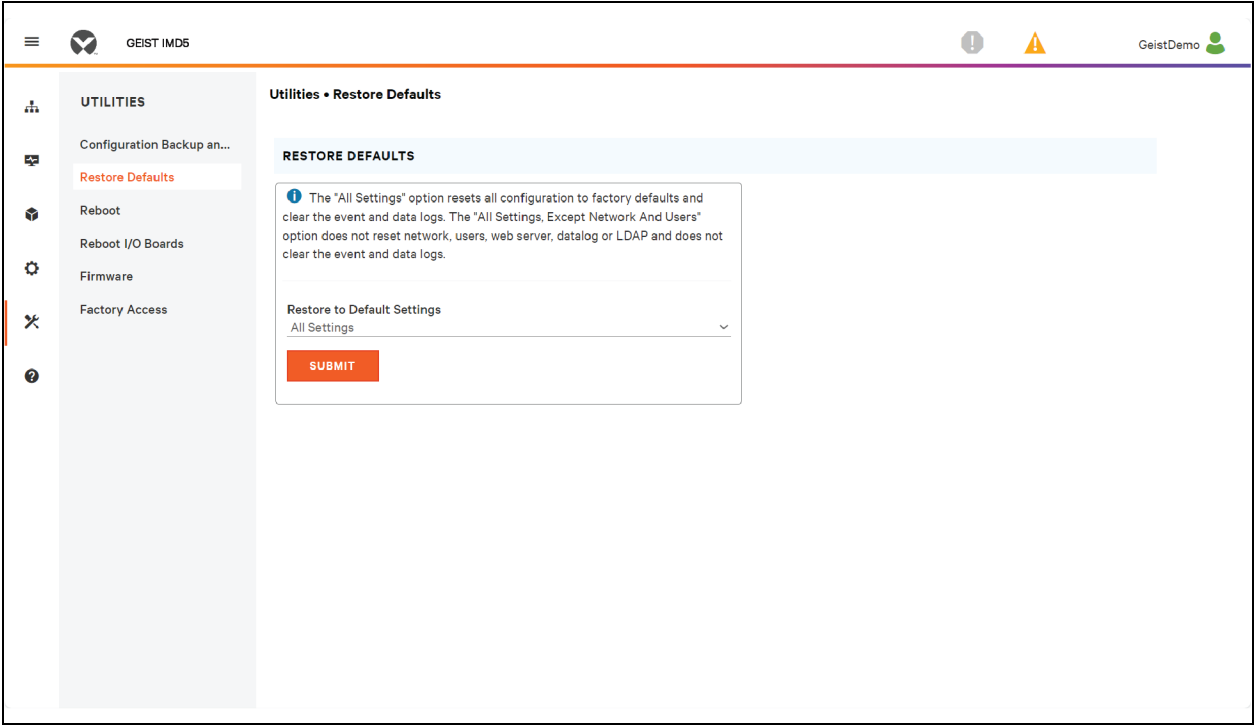 GEIST IMD5
GeistDemo
UTILITIES
Configuration Backup an...
Restore Defaults
Reboot
Reboot I/O Boards
Firmware
Factory Access
Utilities • Restore Defaults
RESTORE DEFAULTS
The "All Settings" option resets all configuration to factory defaults and
clear the event and data logs. The "All Settings, Except Network And Users"
option does not reset network, users, web server, datalog or LDAP and does not
clear the event and data logs.
Restore to Default Settings
All Settings
SUBMIT